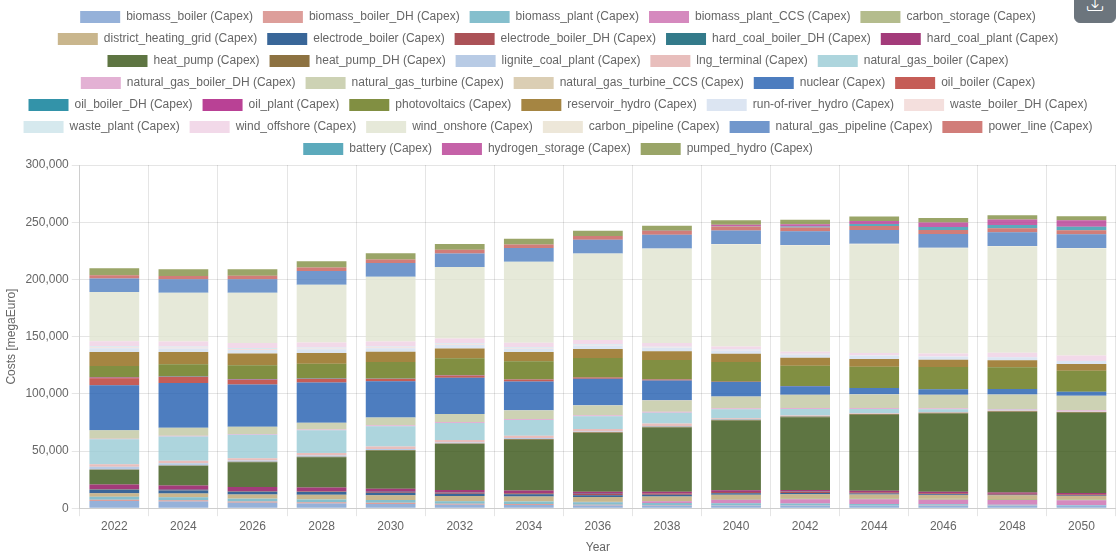 biomass_boiler (Capex) biomass_boiler_DH (Capex) biomass_plant (Capex) biomass_plant_CCS (Capex) carbon_storage (Capex)
district_heating_grid (Capex) electrode_boiler (Capex) electrode_boiler_DH (Capex) hard_coal_boiler_DH (Capex) hard_coal_plant (Capex)
heat_pump (Capex) heat_pump_DH (Capex) lignite_coal_plant (Capex) lng_terminal (Capex) natural_gas_boiler (Capex)
natural_gas_boiler_DH (Capex) natural_gas_turbine (Capex) natural_gas_turbine_CCS (Capex) nuclear (Capex) oil_boiler (Capex)
oil_boiler_DH (Capex) oil_plant (Capex) photovoltaics (Capex) reservoir_hydro (Capex) run-of-river_hydro (Capex) waste_boiler_DH (Capex)
waste_plant (Capex) wind_offshore (Capex) wind_onshore (Capex) carbon_pipeline (Capex) natural_gas_pipeline (Capex) power_line (Capex)
battery (Capex) hydrogen_storage (Capex) pumped_hydro (Capex)
300,000
250,000
200,000
150,000
100,000
50,000
0
Costs [megaEuro]
2022 2024 2026 2028 2030 2032 2034 2036 2038 2040 2042 2044 2046 2048 2050
Year